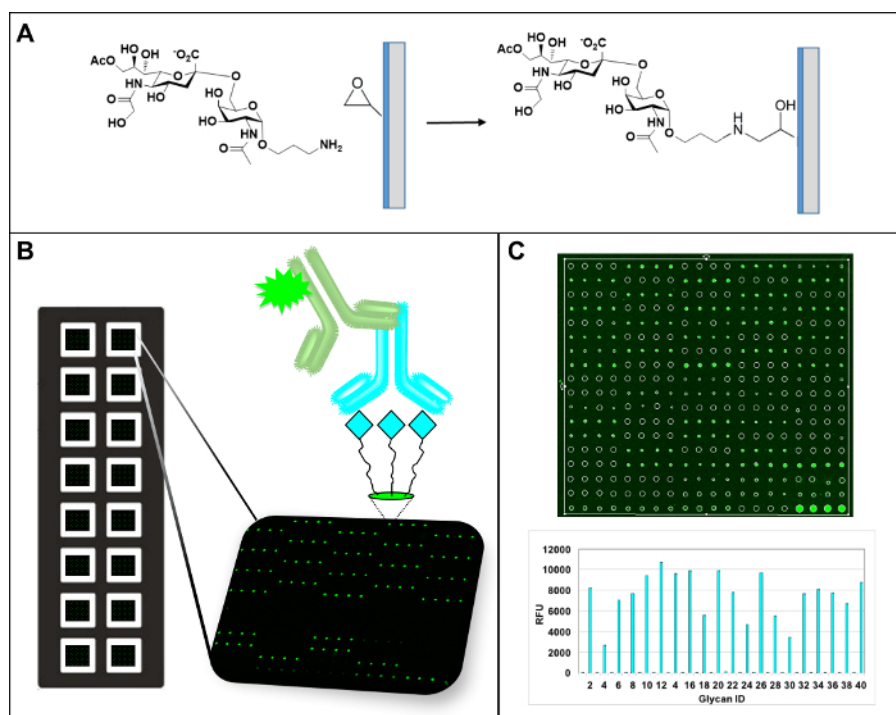 A
AcO
HO
OH
⁻O₂C
O
O
HN
HO
O
HO
HO
O
HO
HN
O
O
NH₂
O
AcO
HO
OH
⁻O₂C
O
O
HN
HO
O
HO
HO
O
HO
HN
O
O
N
H
OH
B
C
12000
10000
8000
6000
4000
2000
0
RFU
2 4 6 8 10 12 4 16 18 20 22 24 26 28 30 32 34 36 38 40
Glycan ID